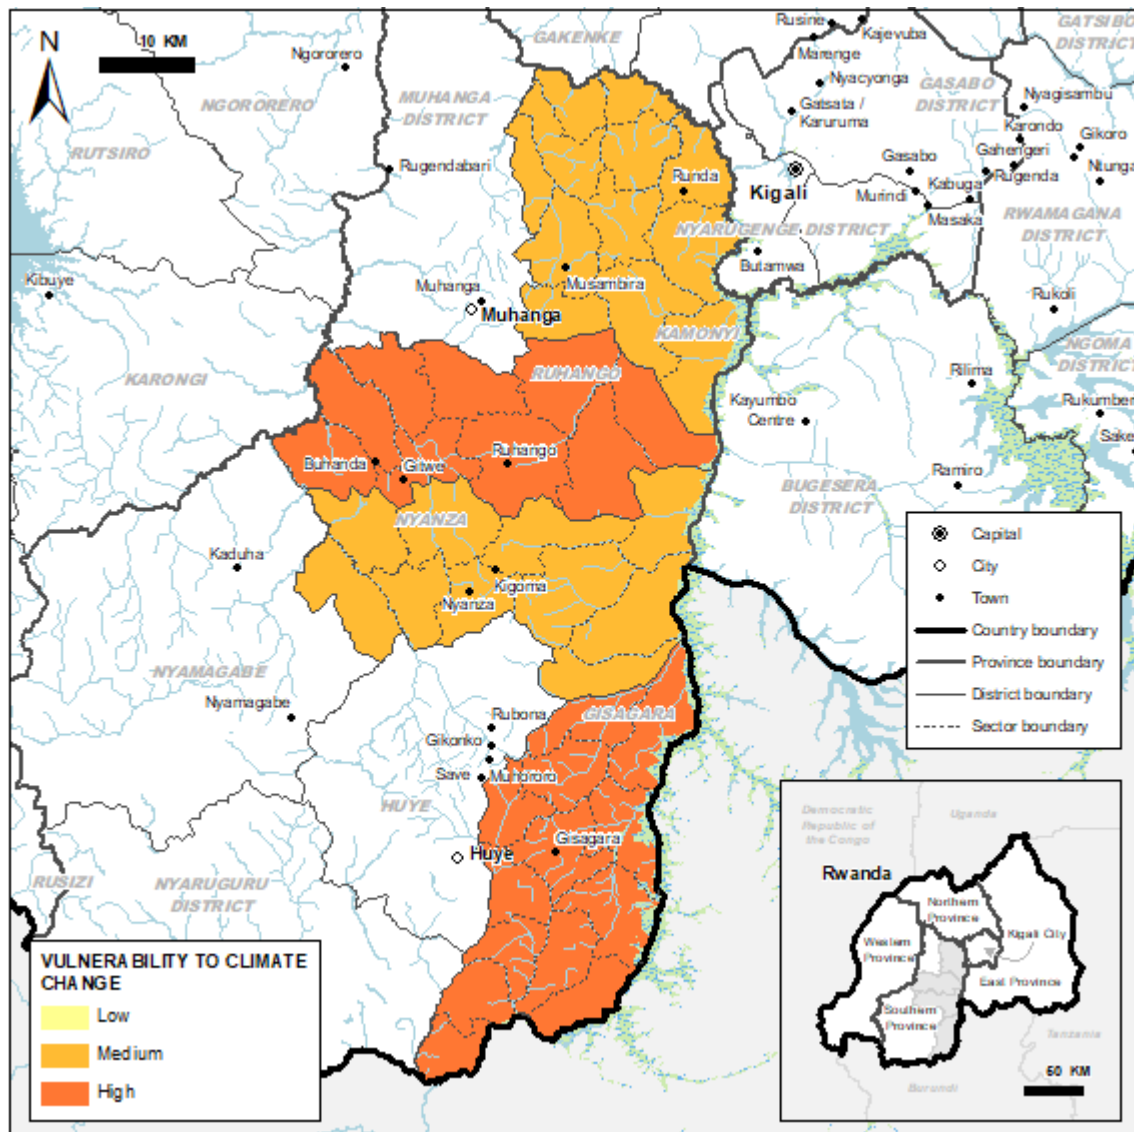 N
10 KM
Ngororero
NGORORERO
RUTSIRO
MUHANGA
DISTRICT
GAKENKE
Rusine
Kajevuba
Marenge
Nyacyonga
Gatsata /
Karuruma
GASABO
DISTRICT
GATSIBO
DISTRICT
Nyagisambu
Karondo
Gikoro
Gahengeri
Ntunga
Rugenda
Gasabo
Kabuga
Murindi
Masaka
Kigali
Rugendabari
Runda
NYARUGENGE DISTRICT
RWAMAGANA
DISTRICT
Butamwa
Kibuye
Muhanga
Muhanga
Musambira
KAMONYI
Rukoli
NGOMA
DISTRICT
KARONGI
RUHANGO
Rilima
Kayumbo
Centre
Rukumber
Sake
Buhanda
Gitwe
Ruhango
Ramiro
BUGESERA
DISTRICT
NYANZA
Kaduha
Kigoma
Nyanza
NYAMAGABE
Nyamagabe
Rubona
GISAGARA
Gikonko
Save
Muhororo
HUYE
Huye
Gisagara
RUSIZI
NYARUGURU
DISTRICT
Capital
City
Town
Country boundary
Province boundary
District boundary
Sector boundary
VULNERABILITY TO CLIMATE
CHANGE
Low
Medium
High
Democratic
Republic of
the Congo
Uganda
Rwanda
Northern
Province
Kigali City
Western
Province
East Province
Southern
Province
Tanzania
Burundi
50 KM